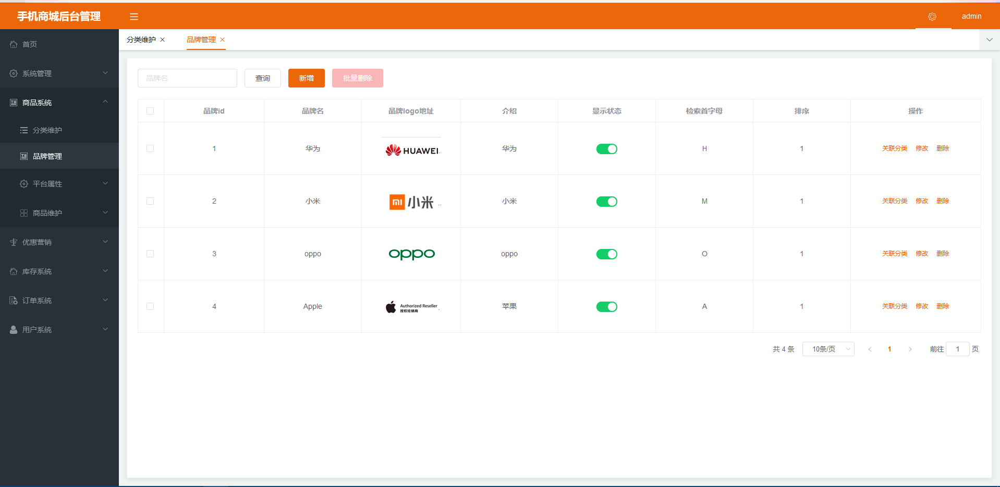 手机商城后台管理
admin
首页
系统管理
商品系统
分类维护
品牌管理
平台属性
商品维护
优惠营销
库存系统
订单系统
用户系统
分类维护 品牌管理
品牌名 查询 新增 批量删除
品牌id 品牌名 品牌logo地址 介绍 显示状态 检索首字母 排序 操作
1 华为 HUAWEI.. 华为 H 1 关联分类 修改 删除
2 小米 mi 小米 .. 小米 M 1 关联分类 修改 删除
3 oppo oppo oppo O 1 关联分类 修改 删除
4 Apple Authorized Reseller 苹果 A 1 关联分类 修改 删除
授权经销商 .
共 4 条 10条/页 1 前往 1 页